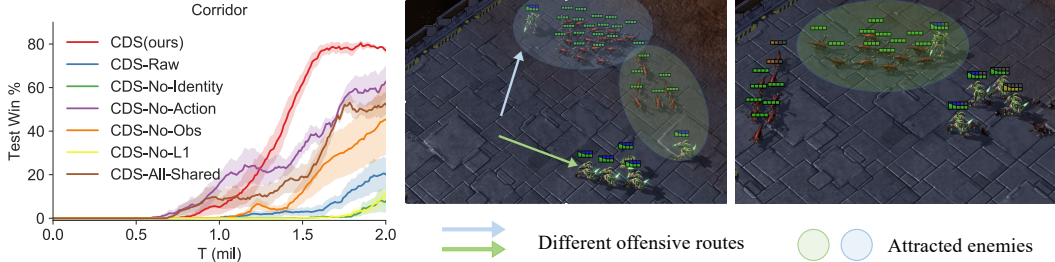 Corridor
Test Win %
80
60
40
20
0
CDS(ours)
CDS-Raw
CDS-No-Identity
CDS-No-Action
CDS-No-Obs
CDS-No-L1
CDS-All-Shared
0.0 0.5 1.0 1.5 2.0
T (mil)
Different offensive routes
Attracted enemies